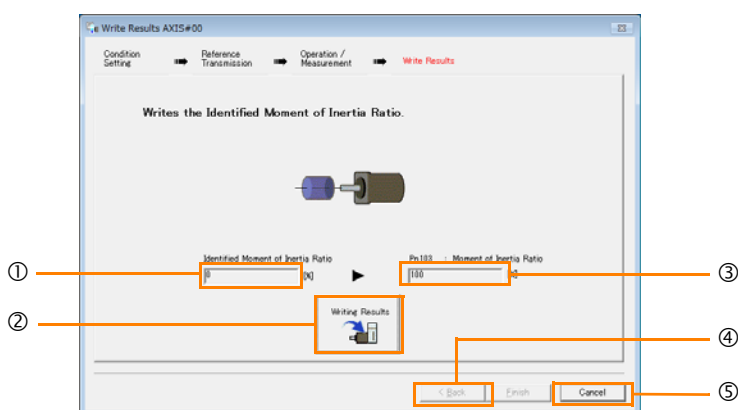 e Write Results AXIS#00
Condition
Setting
Reference
Transmission
Operation /
Measurement
Write Results
Writes the Identified Moment of Inertia Ratio.
Identified Moment of Inertia Ratio
Pn103 : Moment of Inertia Ratio
①
0
[%]
100
③
②
Writing Results
④
< Back
Finish
Cancel
⑤